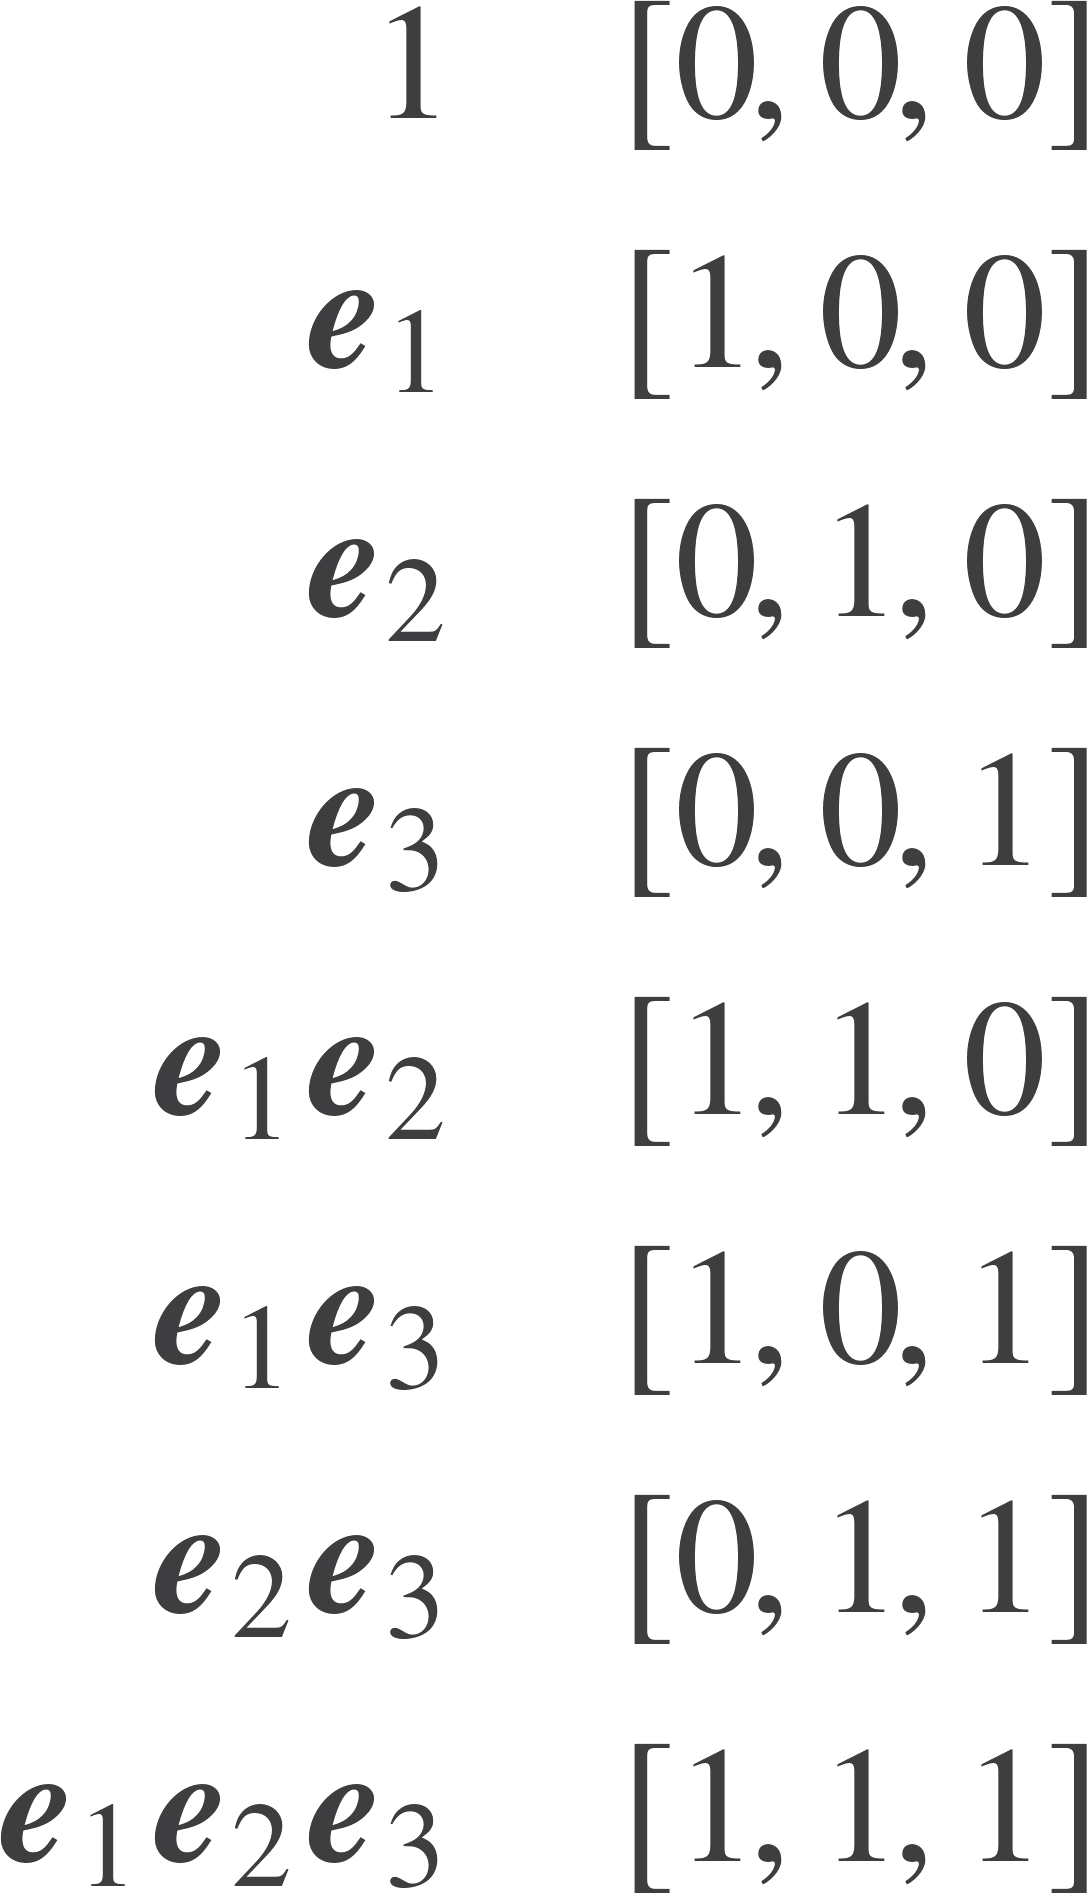 1 [0, 0, 0]
e₁ [1, 0, 0]
e₂ [0, 1, 0]
e₃ [0, 0, 1]
e₁e₂ [1, 1, 0]
e₁e₃ [1, 0, 1]
e₂e₃ [0, 1, 1]
e₁e₂e₃ [1, 1, 1]